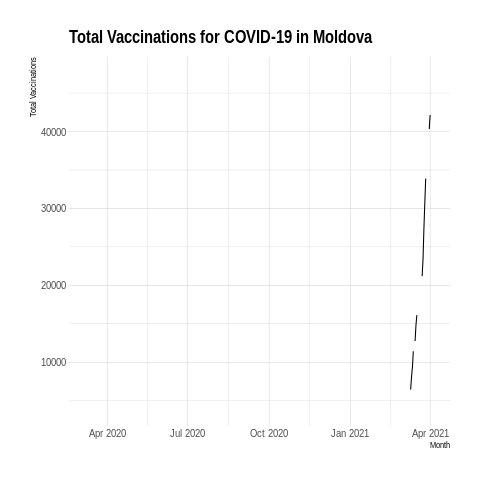 Total Vaccinations for COVID-19 in Moldova
Total Vaccinations
40000
30000
20000
10000
Apr 2020 Jul 2020 Oct 2020 Jan 2021 Apr 2021
Month